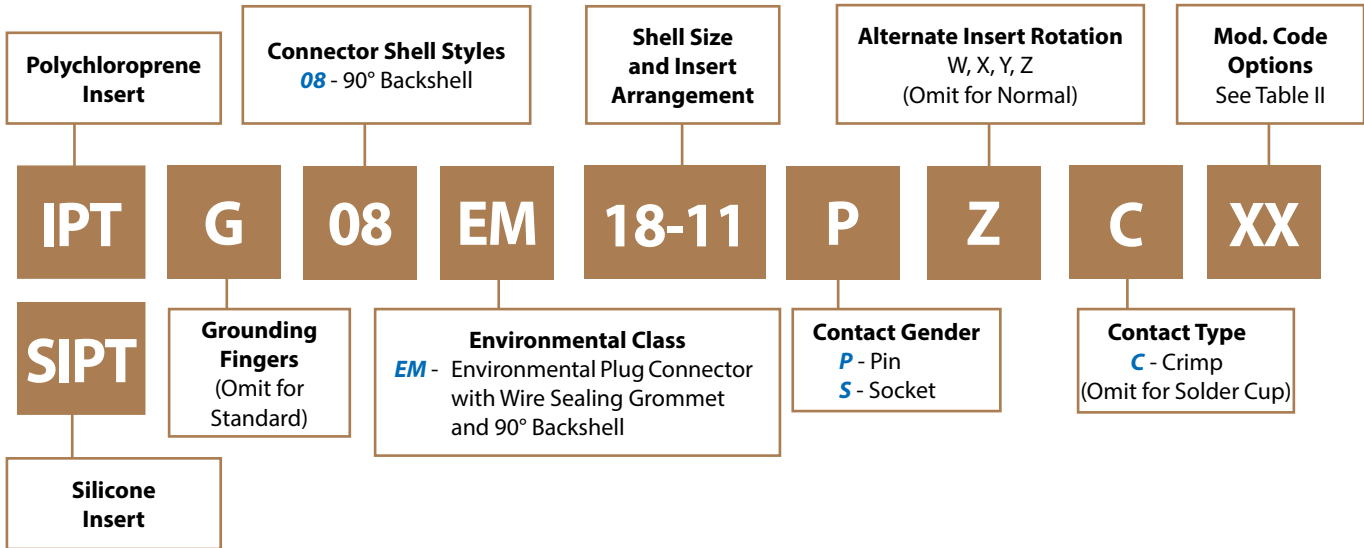 Polychloroprene
Insert
Connector Shell Styles
08 - 90° Backshell
Shell Size
and Insert
Arrangement
Alternate Insert Rotation
W, X, Y, Z
(Omit for Normal)
Mod. Code
Options
See Table II
IPT G 08 EM 18-11 P Z C XX
SIPT
Grounding
Fingers
(Omit for
Standard)
Environmental Class
EM - Environmental Plug Connector
with Wire Sealing Grommet
and 90° Backshell
Contact Gender
P - Pin
S - Socket
Contact Type
C - Crimp
(Omit for Solder Cup)
Silicone
Insert